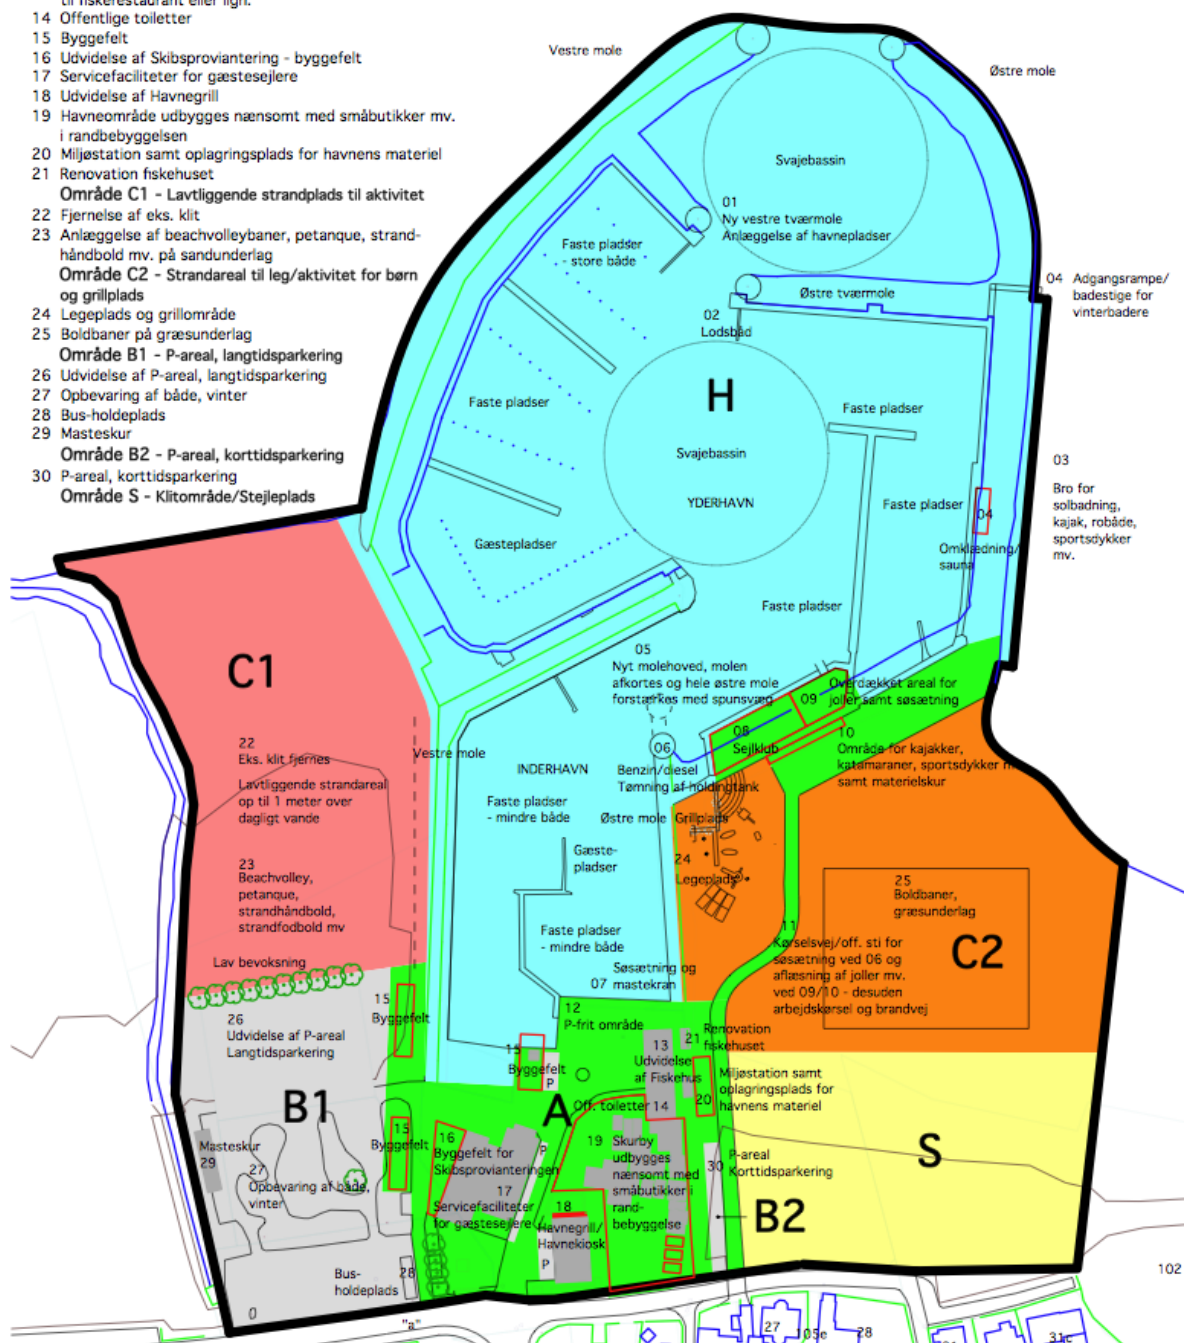 til fiskerestaurant eller lign.
14 Offentlige toiletter
15 Byggefelt
16 Udvidelse af Skibsproviantering - byggefelt
17 Servicefaciliteter for gæstesejlere
18 Udvidelse af Havnegrill
19 Havneområde udbygges nænsomt med småbutikker mv.
i randbebyggelsen
20 Miljøstation samt oplagringsplads for havnens materiel
21 Renovation fiskehuset
Område C1 - Lavtliggende strandplads til aktivitet
22 Fjernelse af eks. klit
23 Anlæggelse af beachvolleybaner, petanque, strand-
håndbold mv. på sandunderlag
Område C2 - Strandareal til leg/aktivitet for børn
og grillplads
24 Legeplads og grillområde
25 Boldbaner på græsunderlag
Område B1 - P-areal, langtidsparkering
26 Udvidelse af P-areal, langtidsparkering
27 Opbevaring af både, vinter
28 Bus-holdeplads
29 Masteskur
Område B2 - P-areal, korttidsparkering
30 P-areal, korttidsparkering
Område S - Klitområde/Stejleplads
Vestre mole
Østre mole
Svajebassin
01
Ny vestre tværmole
Anlæggelse af havnepladser
Faste pladser
- store både
04 Adgangsrampe/
badestige for
vinterbadere
Østre tværmole
02
Lodsbåd
H
Faste pladser
Faste pladser
Svajebassin
YDERHAVN
03
Bro for
solbadning,
kajak, robåde,
sportsdykker
mv.
Faste pladser
04
Omklædning/
sauna
Gæstepladser
Faste pladser
05
Nyt molehoved, molen
afkortes og hele østre mole
forstærkes med spunsvæg
C1
09
Overdækket areal for
joller samt søsætning
08
Sejlklub
10
Område for kajakker,
katamaraner, sportsdykker m
samt materielskur
22
Eks. klit fjernes
Lavtliggende strandareal
op til 1 meter over
dagligt vande
Vestre mole
INDERHAVN
06
Benzin/diesel
Tømning af holdingtank
Faste pladser
- mindre både
Østre mole
Grillplads
24
Legeplads
Gæste-
pladser
23
Beachvolley,
petanque,
strandhåndbold,
strandfodbold mv
25
Boldbaner,
græsunderlag
Faste pladser
- mindre både
11
Kørselsvej/off. sti for
søsætning ved 06 og
aflæsning af joller mv.
ved 09/10 - desuden
arbejdskørsel og brandvej
C2
Lav bevoksning
07
Søsætning og
mastekran
15
Byggefelt
26
Udvidelse af P-areal
Langtidsparkering
12
P-frit område
13
Udvidelse
af Fiskehus
21
Renovation
fiskehuset
15
Byggefelt
P
20
Miljøstation samt
oplagringsplads for
havnens materiel
B1
A
Off. toiletter 14
15
Byggefelt
16
Byggefelt for
Skibsprovianteringen
P
19
Skurby
udbygges
nænsomt med
småbutikker i
rand-
bebyggelse
30
P-areal
Korttidsparkering
S
Masteskur
29
27
Opbevaring af både,
vinter
17
Servicefaciliteter
for gæstesejlere
18
Havnegrill/
Havnekiosk
P
B2
Bus-
holdeplads
28
0
"a"
102
27
105e
28